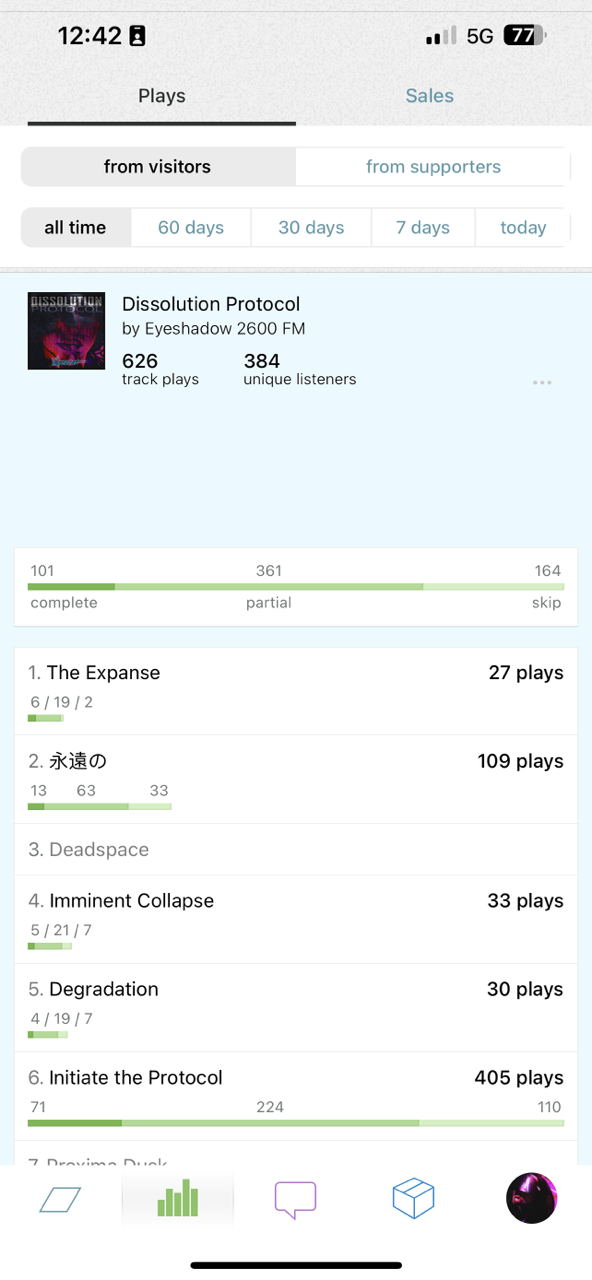 12:42
5G
77
Plays
Sales
from visitors
from supporters
all time
60 days
30 days
7 days
today
DISSOLUTION
PROTOCOL
Dissolution Protocol
by Eyeshadow 2600 FM
626
384
track plays
unique listeners
101
361
164
complete
partial
skip
1. The Expanse
27 plays
6 / 19 / 2
2. 永遠の
109 plays
13
63
33
3. Deadspace
4. Imminent Collapse
33 plays
5 / 21 / 7
5. Degradation
30 plays
4 / 19 / 7
6. Initiate the Protocol
405 plays
71
224
110